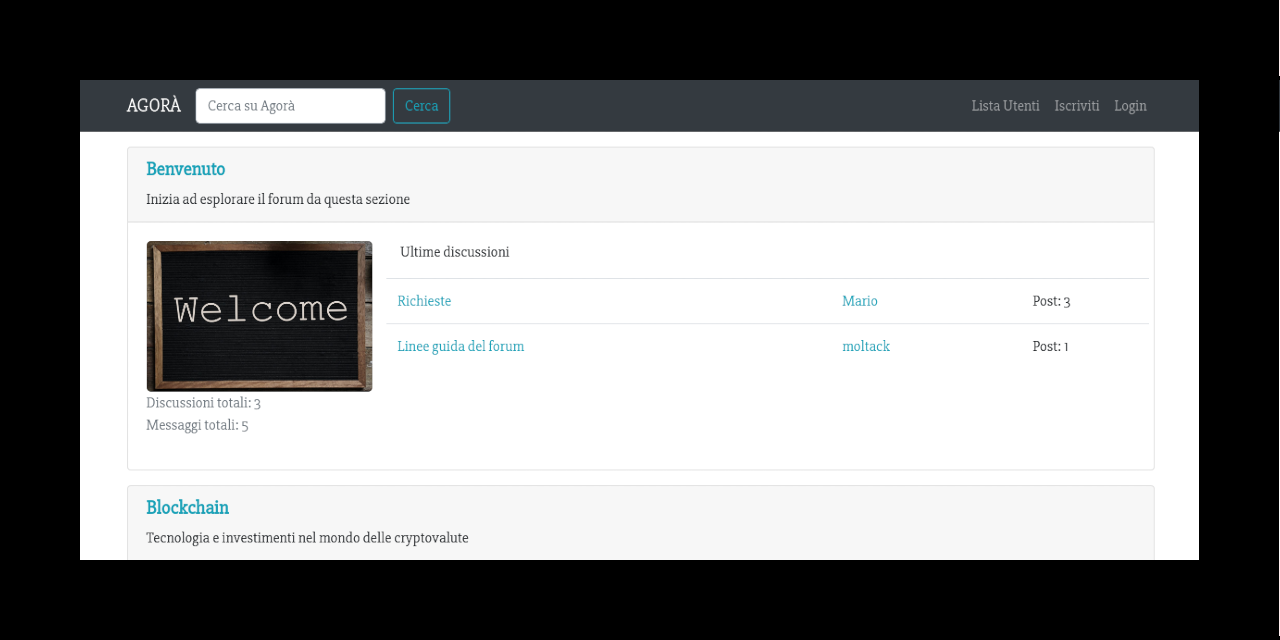 AGORÀ Cerca su Agorà Cerca Lista Utenti Iscriviti Login
Benvenuto
Inizia ad esplorare il forum da questa sezione
Welcome
Ultime discussioni
Richieste Mario Post: 3
Linee guida del forum moltack Post: 1
Discussioni totali: 3
Messaggi totali: 5
Blockchain
Tecnologia e investimenti nel mondo delle cryptovalute